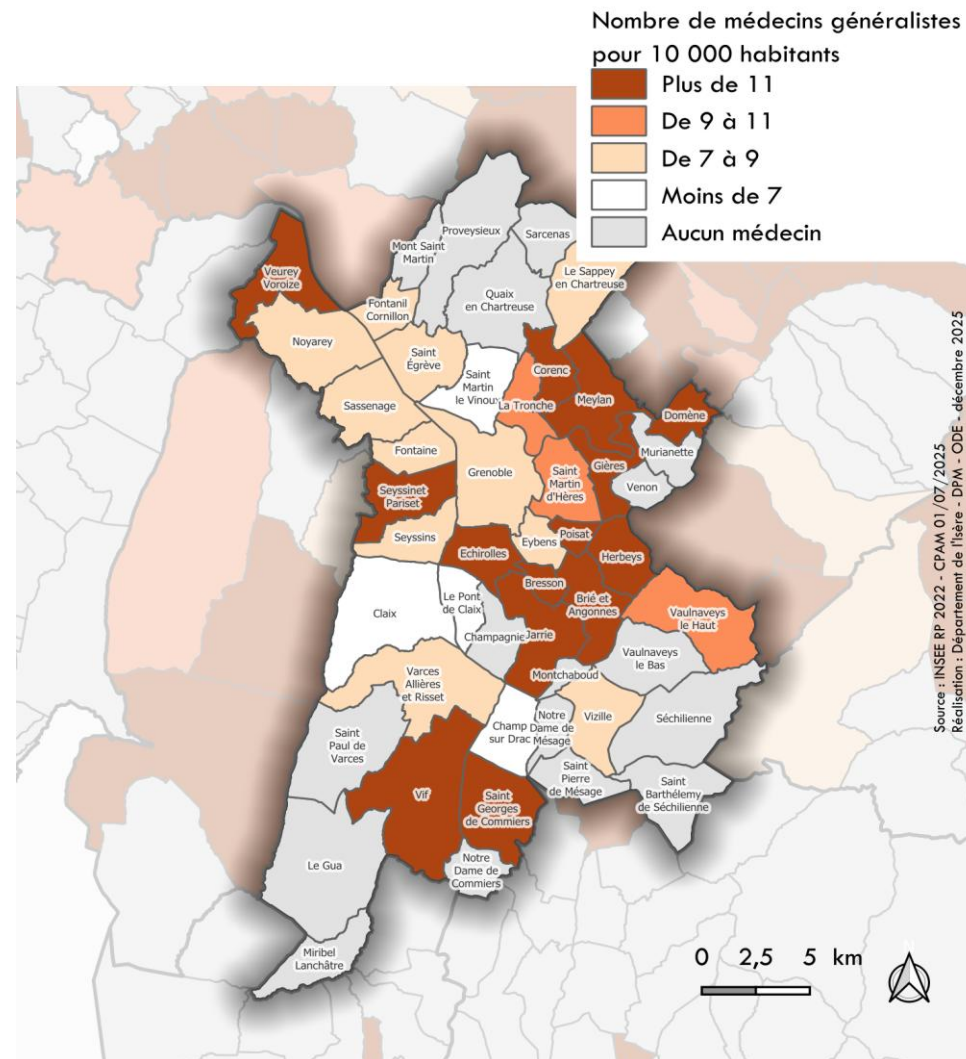 Nombre de médecins généralistes
pour 10 000 habitants
Plus de 11
De 9 à 11
De 7 à 9
Moins de 7
Aucun médecin
Proveysieux
Sarcenas
Mont Saint
Martin
Le Sappey
en Chartreuse
Veurey
Voroize
Quaix
en Chartreuse
Fontanil
Cornillon
Noyarey
Saint
Égrève
Saint
Martin
le Vinoux
Corenc
Meylan
La Tronche
Sassenage
Domène
Murianette
Fontaine
Grenoble
Gières
Saint
Martin
d'Hères
Venon
Seyssinet
Pariset
Seyssins
Poisat
Eybens
Echirolles
Herbeys
Bresson
Le Pont
de Claix
Brié et
Angonnes
Claix
Vaulnaveys
le Haut
Champagnie
Jarrie
Vaulnaveys
le Bas
Montchaboud
Varces
Allières
et Risset
Saint
Paul de
Varces
Champ
sur Drac
Notre
Dame de
Mésage
Vizille
Séchilienne
Saint
Pierre
de Mésage
Saint
Barthélemy
de Séchilienne
Vif
Saint
Georges
de Commiers
Le Gua
Notre
Dame de
Commiers
Miribel
Lanchâtre
0 2,5 5 km
N
Source : INSEE RP 2022 - CPAM 01/07/2025
Réalisation : Département de l'Isère - DPM - ODE - décembre 2025